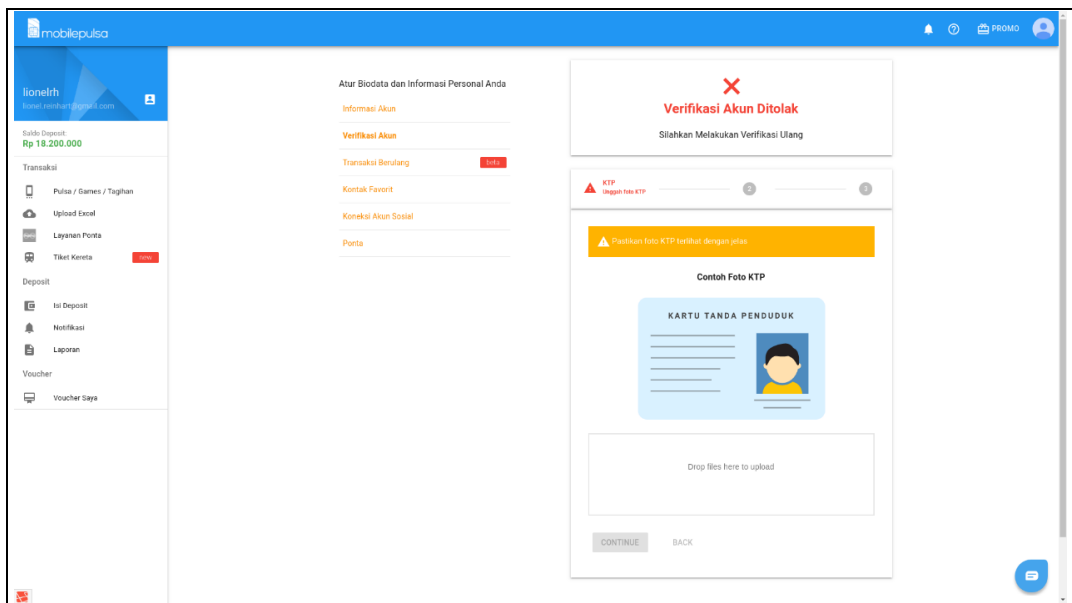 mobilepulsa
PROMO
lionelrh
lionel.reinhart@gmail.com
Saldo Deposit:
Rp 18.200.000
Transaksi
Pulsa / Games / Tagihan
Upload Excel
Layanan Ponta
Tiket Kereta new
Deposit
Isi Deposit
Notifikasi
Laporan
Voucher
Voucher Saya
Atur Biodata dan Informasi Personal Anda
Informasi Akun
Verifikasi Akun
Transaksi Berulang beta
Kontak Favorit
Koneksi Akun Sosial
Ponta
Verifikasi Akun Ditolak
Silahkan Melakukan Verifikasi Ulang
KTP
Unggah foto KTP
2
3
Pastikan foto KTP terlihat dengan jelas
Contoh Foto KTP
KARTU TANDA PENDUDUK
Drop files here to upload
CONTINUE BACK